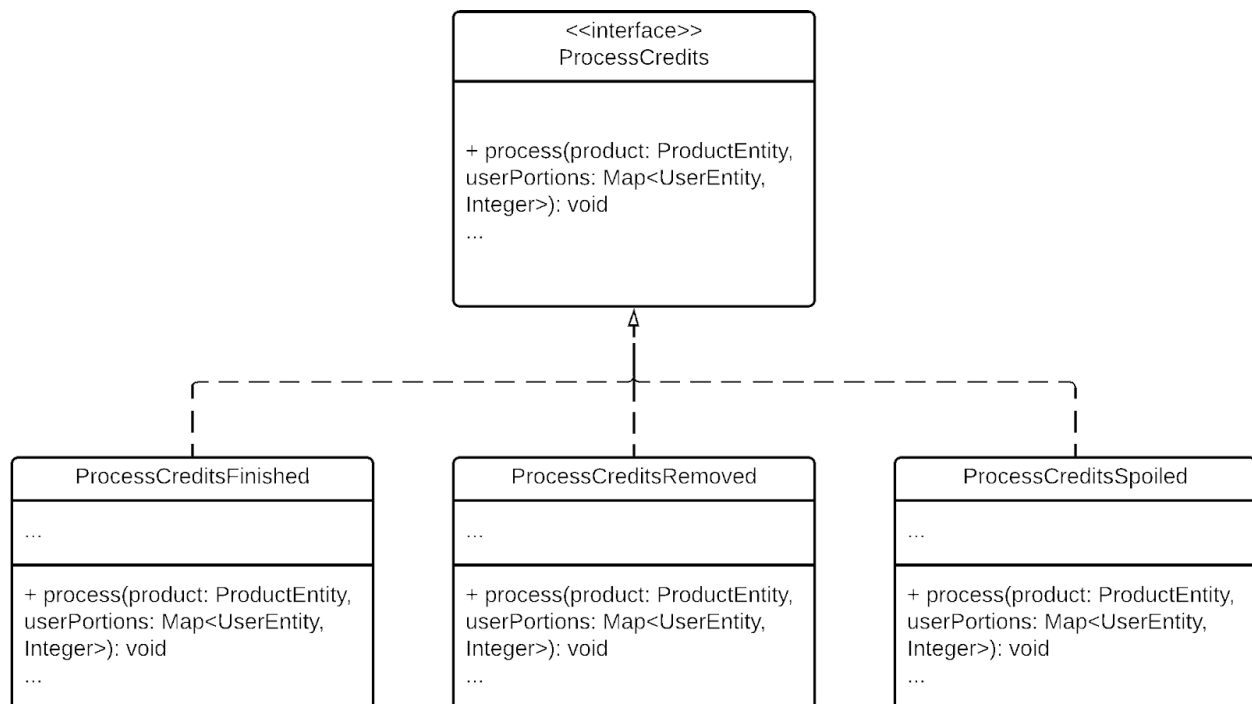 <<interface>>
ProcessCredits
+ process(product: ProductEntity,
userPortions: Map<UserEntity,
Integer>): void
...
ProcessCreditsFinished
...
+ process(product: ProductEntity,
userPortions: Map<UserEntity,
Integer>): void
...
ProcessCreditsRemoved
...
+ process(product: ProductEntity,
userPortions: Map<UserEntity,
Integer>): void
...
ProcessCreditsSpoiled
...
+ process(product: ProductEntity,
userPortions: Map<UserEntity,
Integer>): void
...